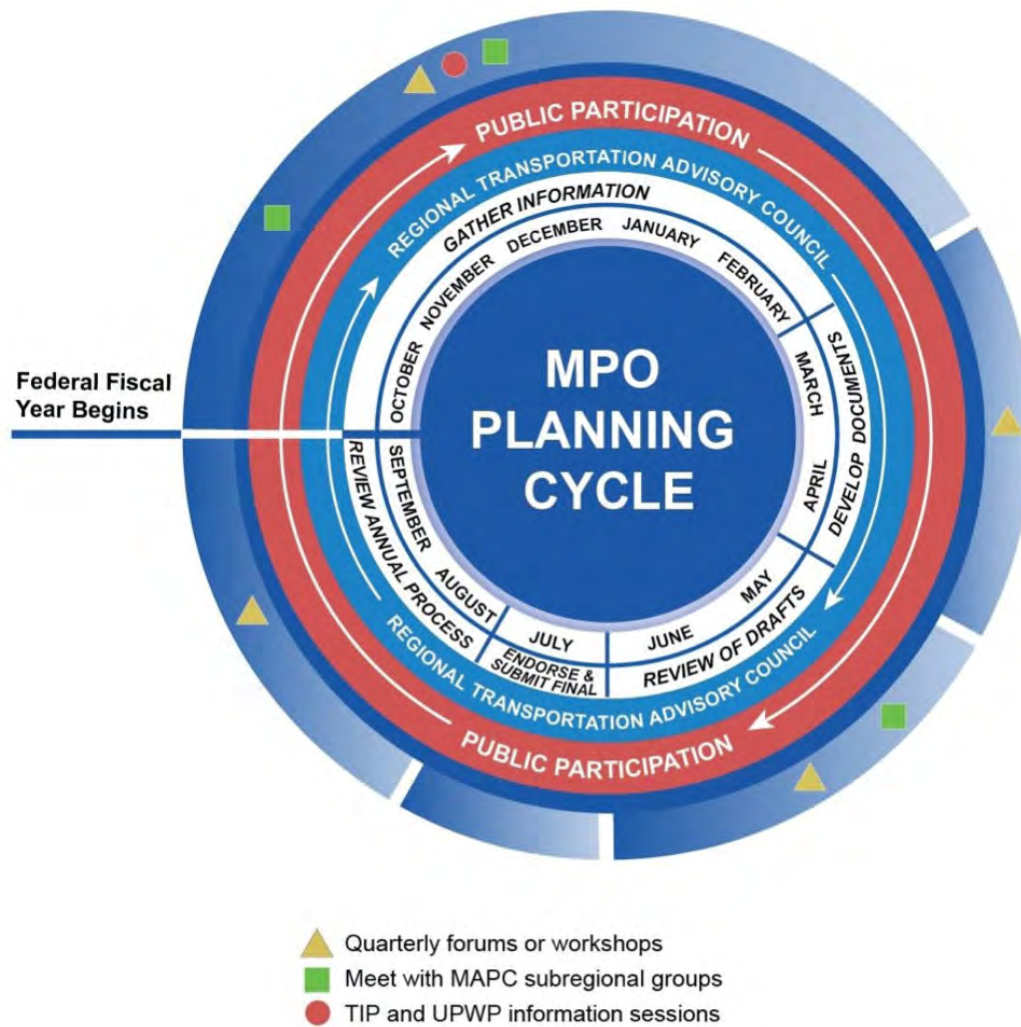 Federal Fiscal
Year Begins
PUBLIC PARTICIPATION
REGIONAL TRANSPORTATION ADVISORY COUNCIL
GATHER INFORMATION
OCTOBER
NOVEMBER
DECEMBER
JANUARY
FEBRUARY
DEVELOP DOCUMENTS
MARCH
APRIL
REVIEW OF DRAFTS
MAY
JUNE
ENDORSE &
SUBMIT FINAL
JULY
REVIEW ANNUAL PROCESS
AUGUST
SEPTEMBER
MPO
PLANNING
CYCLE
REGIONAL TRANSPORTATION ADVISORY COUNCIL
PUBLIC PARTICIPATION
Quarterly forums or workshops
Meet with MAPC subregional groups
TIP and UPWP information sessions